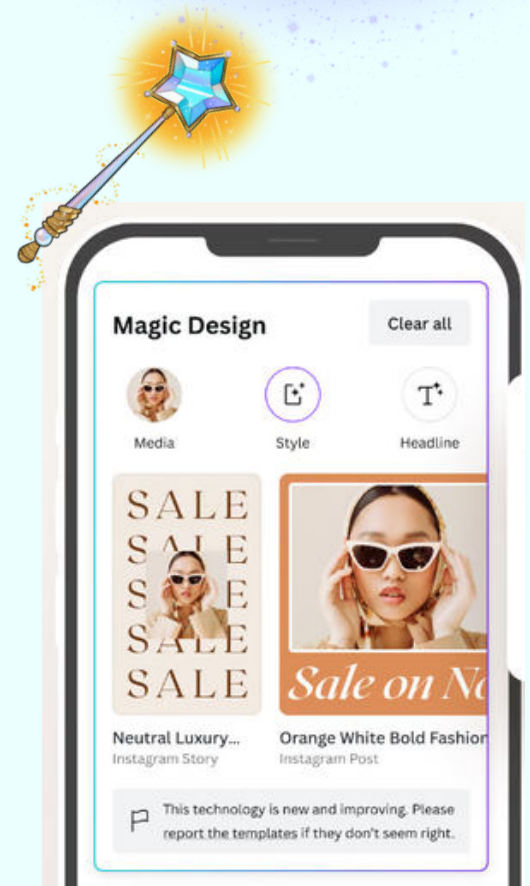 Magic Design
Clear all
Media
Style
Headline
SALE
SALE
SALE
SALE
SALE
Sale on No
Neutral Luxury...
Instagram Story
Orange White Bold Fashion
Instagram Post
This technology is new and improving. Please
report the templates if they don't seem right.